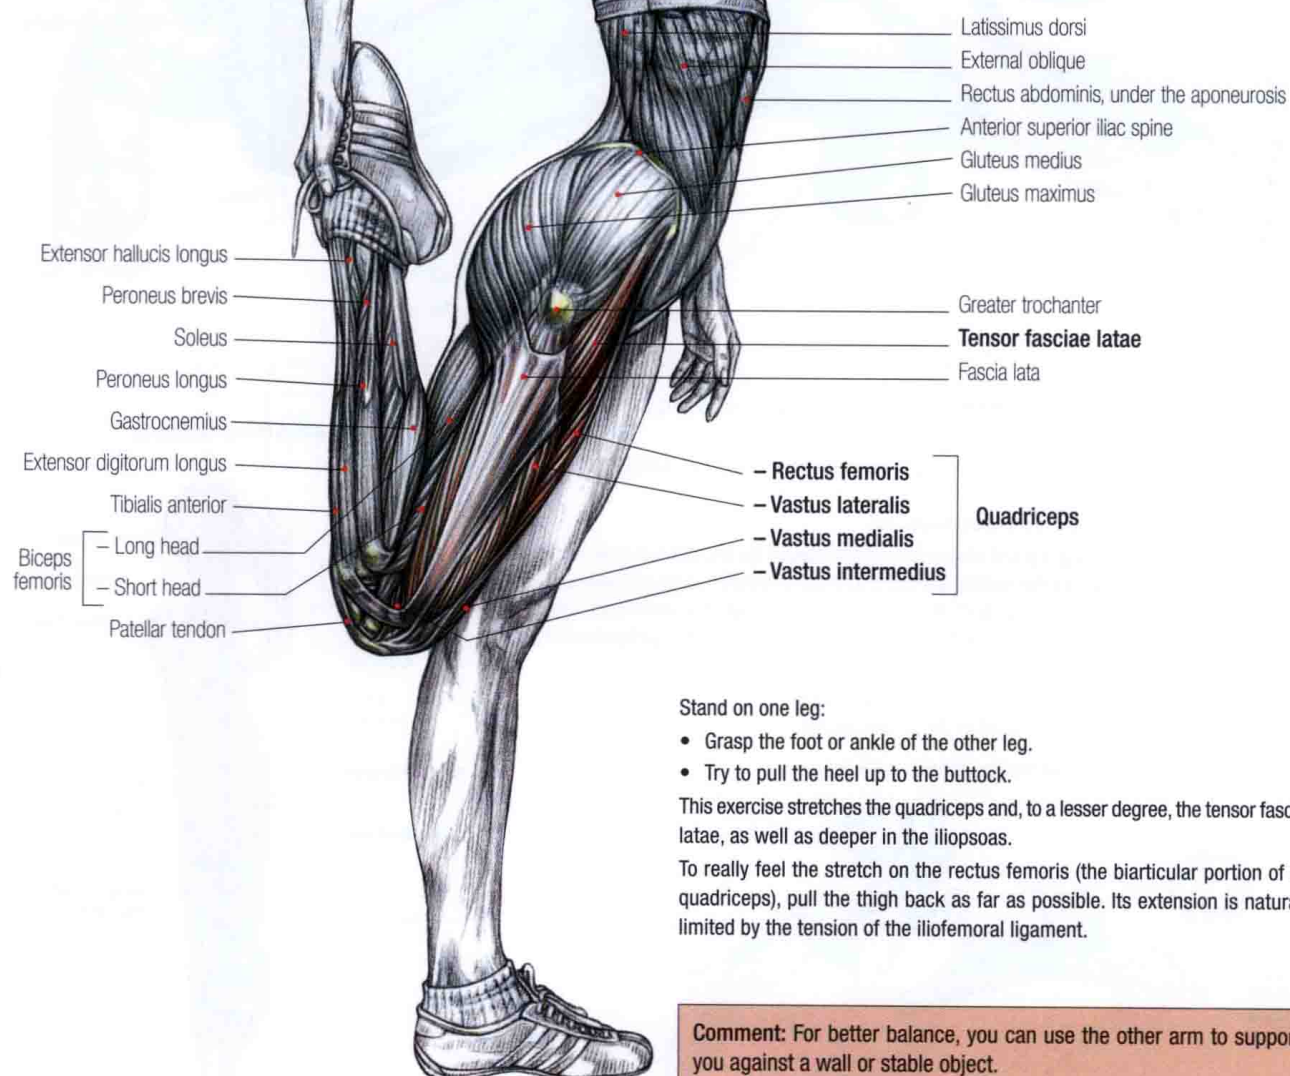 Latissimus dorsi
External oblique
Rectus abdominis, under the aponeurosis
Anterior superior iliac spine
Gluteus medius
Gluteus maximus
Extensor hallucis longus
Peroneus brevis
Soleus
Peroneus longus
Gastrocnemius
Extensor digitorum longus
Tibialis anterior
Biceps
femoris
– Long head
– Short head
Patellar tendon
Greater trochanter
Tensor fasciae latae
Fascia lata
– Rectus femoris
– Vastus lateralis
– Vastus medialis
– Vastus intermedius
Quadriceps
Stand on one leg:
• Grasp the foot or ankle of the other leg.
• Try to pull the heel up to the buttock.
This exercise stretches the quadriceps and, to a lesser degree, the tensor
latae, as well as deeper in the iliopsoas.
To really feel the stretch on the rectus femoris (the biarticular portion of
quadriceps), pull the thigh back as far as possible. Its extension is
limited by the tension of the iliofemoral ligament.
Comment: For better balance, you can use the other arm to support
you against a wall or stable object.